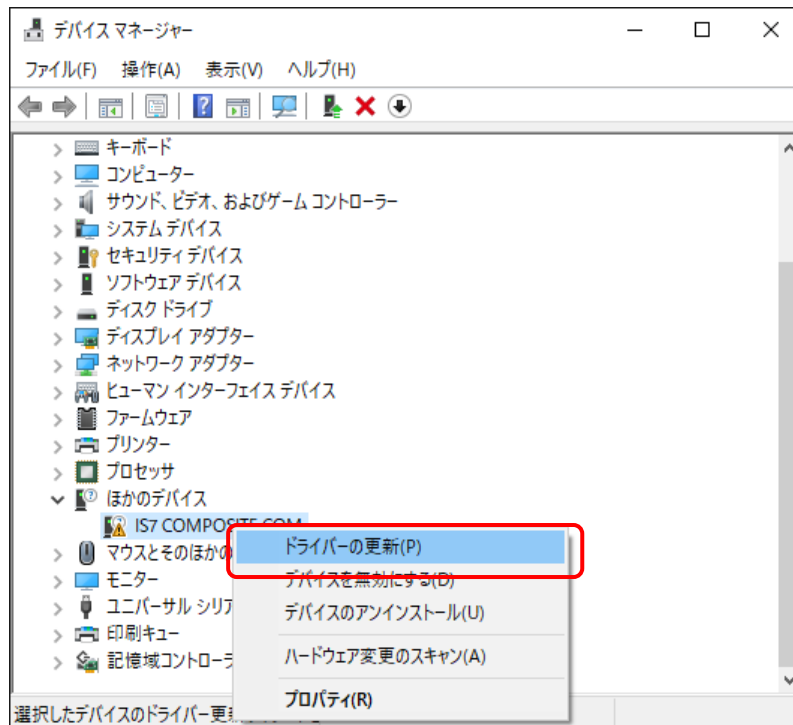 デバイス マネージャー
ファイル(F) 操作(A) 表示(V) ヘルプ(H)
キーボード
コンピューター
サウンド、ビデオ、およびゲーム コントローラー
システム デバイス
セキュリティ デバイス
ソフトウェア デバイス
ディスク ドライブ
ディスプレイ アダプター
ネットワーク アダプター
ヒューマン インターフェイス デバイス
ファームウェア
プリンター
プロセッサ
ほかのデバイス
IS7 COMPOSITE COM
マウスとそのほかの
モニター
ユニバーサル シリア
印刷キュー
記憶域コントローラ
ドライバーの更新(P)
デバイスを無効にする(D)
デバイスのアンインストール(U)
ハードウェア変更のスキャン(A)
プロパティ(R)
選択したデバイスのドライバー更